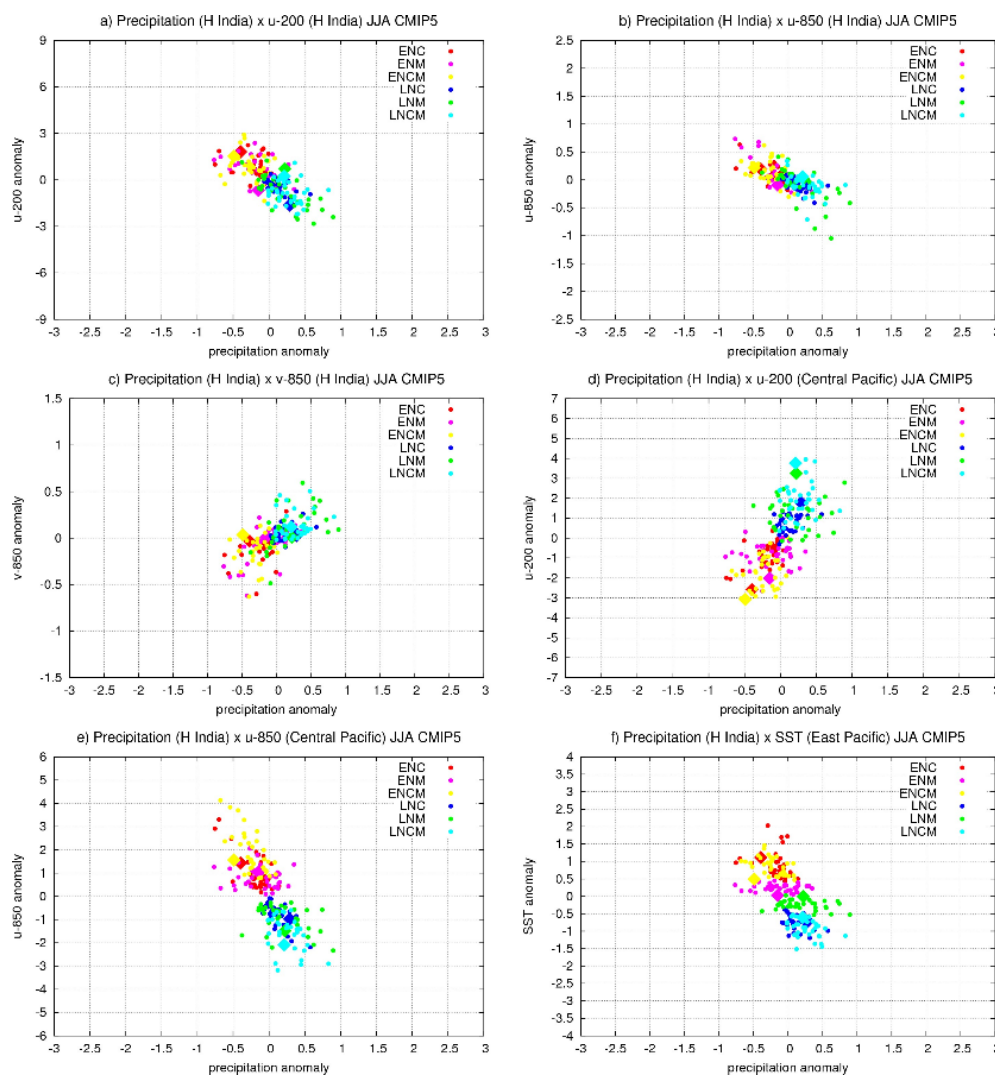 a) Precipitation (H India) x u-200 (H India) JJA CMIP5
9
6
3
0
-3
-6
-9
u-200 anomaly
ENC
ENM
ENCM
LNC
LNM
LNCM
-3 -2.5 -2 -1.5 -1 -0.5 0 0.5 1 1.5 2 2.5 3
precipitation anomaly
b) Precipitation (H India) x u-850 (H India) JJA CMIP5
2.5
2
1.5
1
0.5
0
-0.5
-1
-1.5
-2
-2.5
u-850 anomaly
ENC
ENM
ENCM
LNC
LNM
LNCM
-3 -2.5 -2 -1.5 -1 -0.5 0 0.5 1 1.5 2 2.5 3
precipitation anomaly
c) Precipitation (H India) x v-850 (H India) JJA CMIP5
1.5
1
0.5
0
-0.5
-1
-1.5
v-850 anomaly
ENC
ENM
ENCM
LNC
LNM
LNCM
-3 -2.5 -2 -1.5 -1 -0.5 0 0.5 1 1.5 2 2.5 3
precipitation anomaly
d) Precipitation (H India) x u-200 (Central Pacific) JJA CMIP5
7
6
5
4
3
2
1
0
-1
-2
-3
-4
-5
-6
-7
u-200 anomaly
ENC
ENM
ENCM
LNC
LNM
LNCM
-3 -2.5 -2 -1.5 -1 -0.5 0 0.5 1 1.5 2 2.5 3
precipitation anomaly
e) Precipitation (H India) x u-850 (Central Pacific) JJA CMIP5
6
5
4
3
2
1
0
-1
-2
-3
-4
-5
-6
u-850 anomaly
ENC
ENM
ENCM
LNC
LNM
LNCM
-3 -2.5 -2 -1.5 -1 -0.5 0 0.5 1 1.5 2 2.5 3
precipitation anomaly
f) Precipitation (H India) x SST (East Pacific) JJA CMIP5
4
3.5
3
2.5
2
1.5
1
0.5
0
-0.5
-1
-1.5
-2
-2.5
-3
-3.5
-4
SST anomaly
ENC
ENM
ENCM
LNC
LNM
LNCM
-3 -2.5 -2 -1.5 -1 -0.5 0 0.5 1 1.5 2 2.5 3
precipitation anomaly